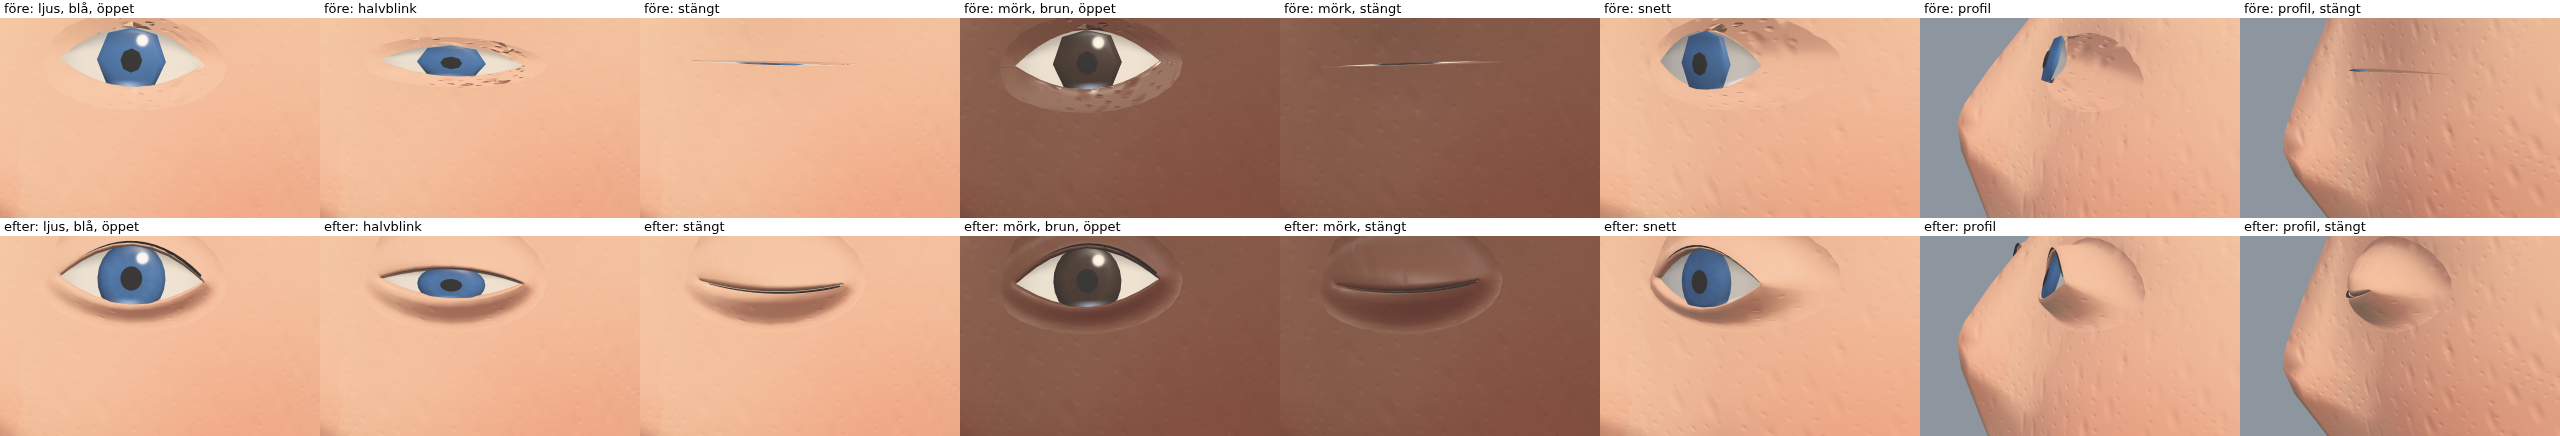 före: ljus, blå, öppet
före: halvblink
före: stängt
före: mörk, brun, öppet
före: mörk, stängt
före: snett
före: profil
före: profil, stängt
efter: ljus, blå, öppet
efter: halvblink
efter: stängt
efter: mörk, brun, öppet
efter: mörk, stängt
efter: snett
efter: profil
efter: profil, stängt